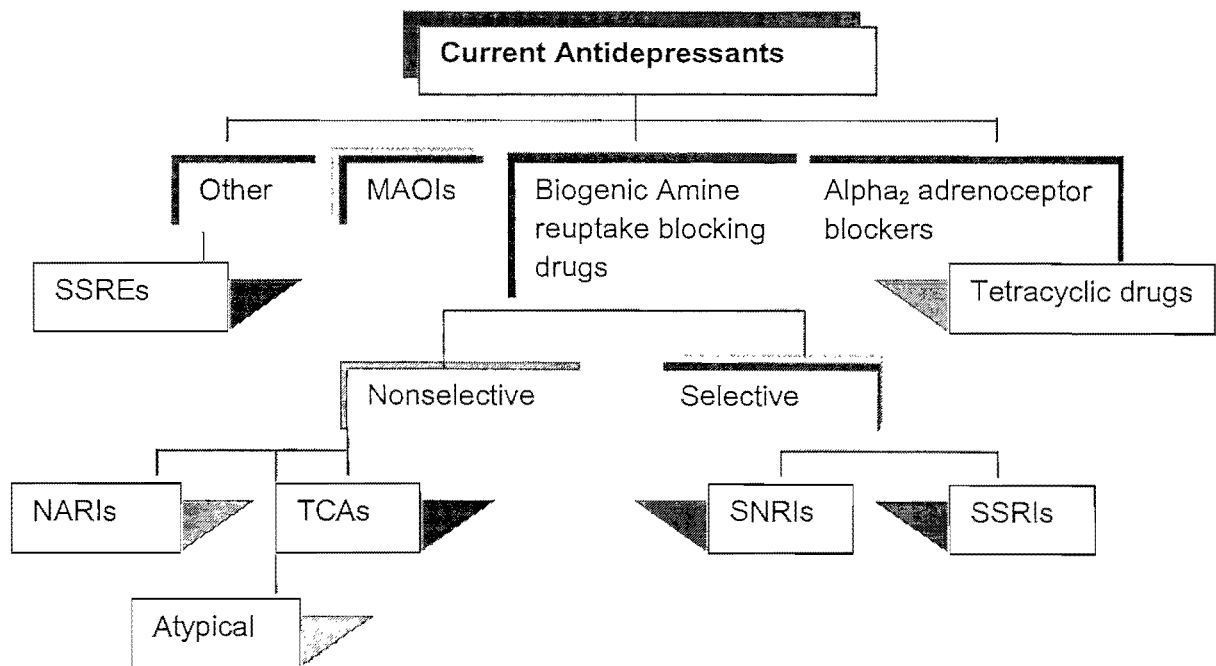 Current Antidepressants
Other
MAOIs
Biogenic Amine
reuptake blocking
drugs
Alpha₂ adrenoceptor
blockers
SSREs
Tetracyclic drugs
Nonselective
Selective
NARIs
TCAs
SNRIs
SSRIs
Atypical